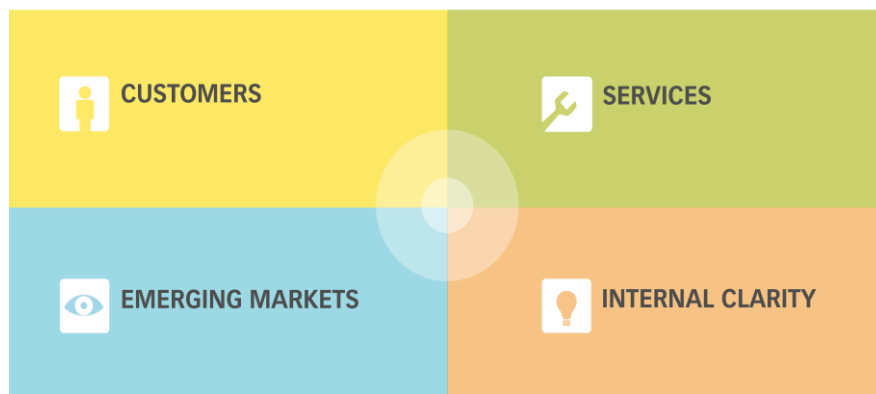 CUSTOMERS
SERVICES
EMERGING MARKETS
INTERNAL CLARITY